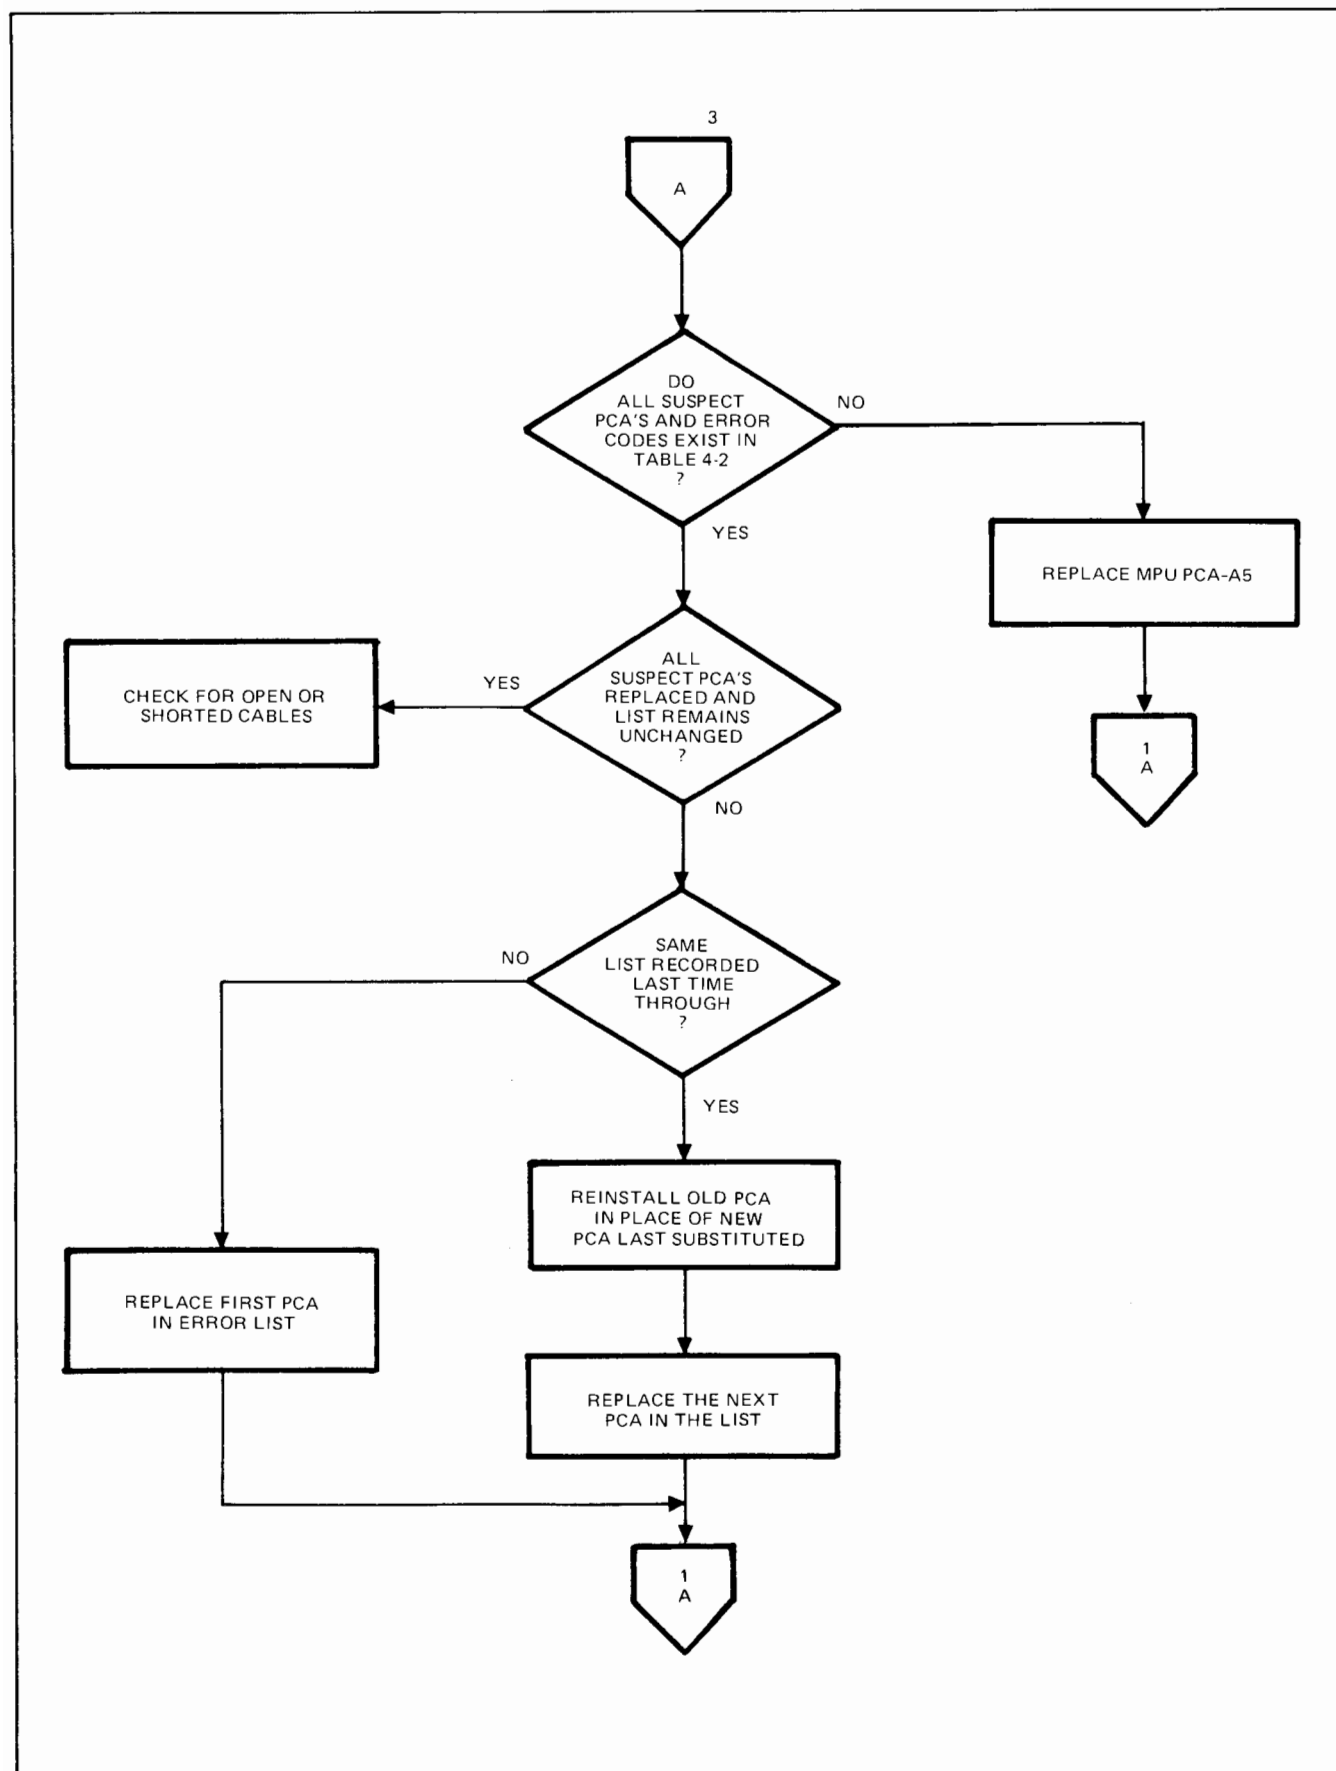 3
A
DO
ALL SUSPECT
PCA'S AND ERROR
CODES EXIST IN
TABLE 4-2
?
NO
YES
REPLACE MPU PCA-A5
1
A
ALL
SUSPECT PCA'S
REPLACED AND
LIST REMAINS
UNCHANGED
?
YES
CHECK FOR OPEN OR
SHORTED CABLES
NO
SAME
LIST RECORDED
LAST TIME
THROUGH
?
NO
YES
REINSTALL OLD PCA
IN PLACE OF NEW
PCA LAST SUBSTITUTED
REPLACE FIRST PCA
IN ERROR LIST
REPLACE THE NEXT
PCA IN THE LIST
1
A